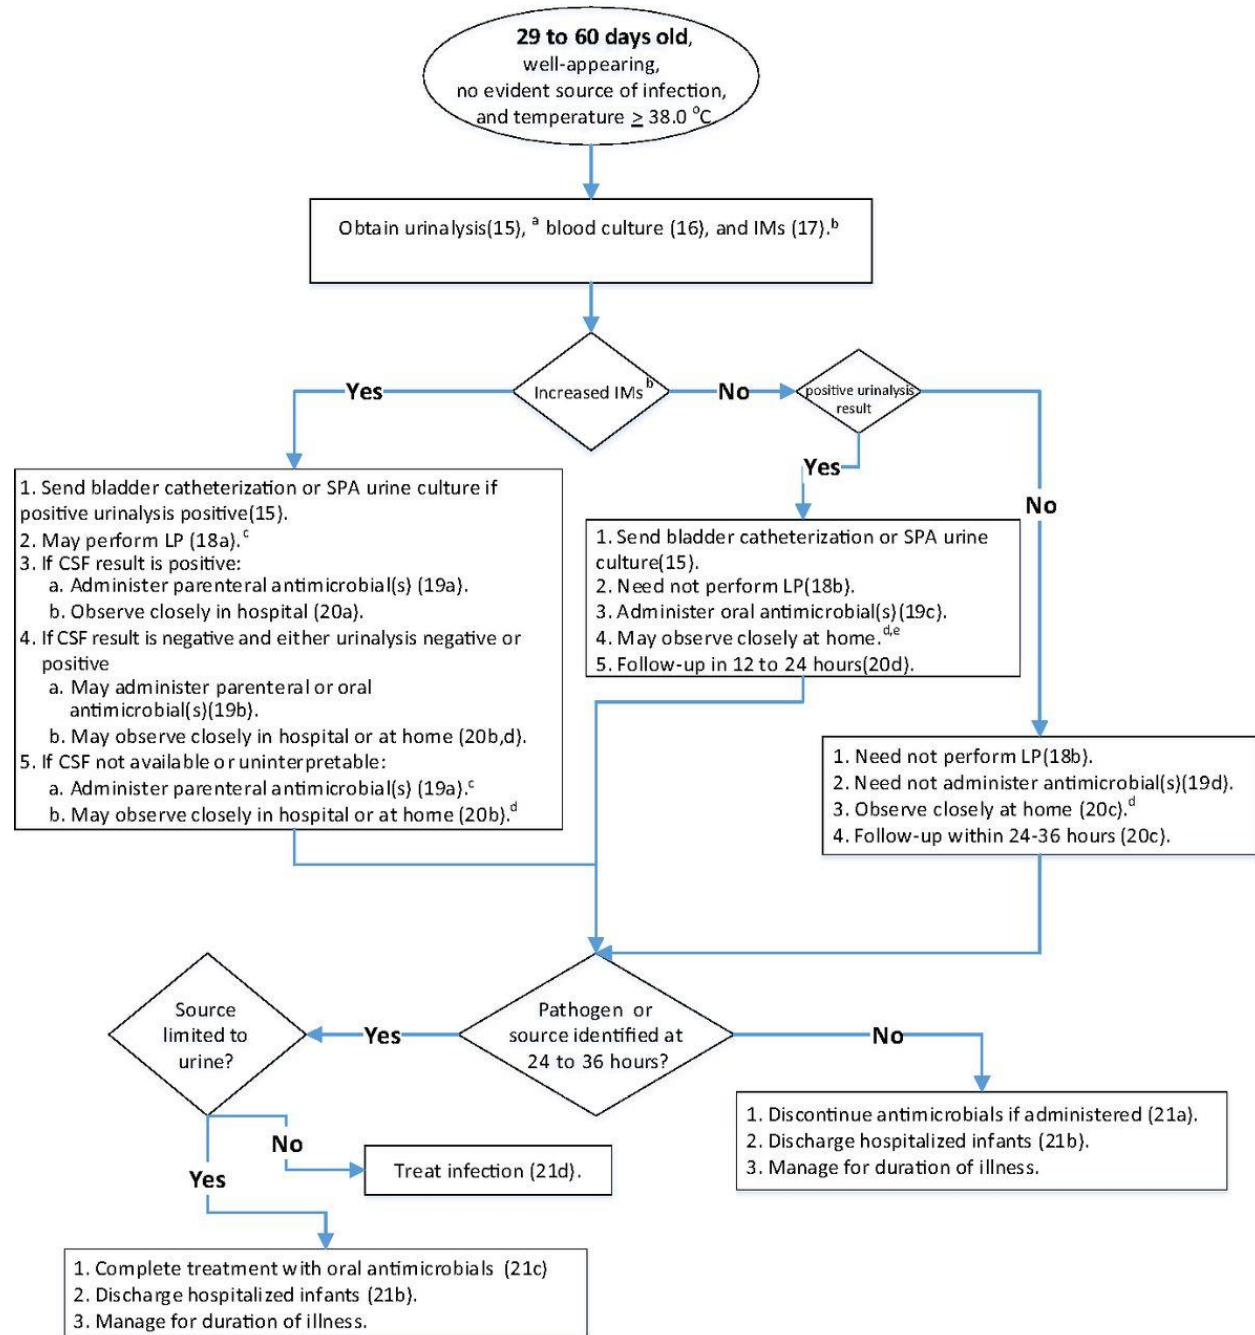 29 to 60 days old,
well-appearing,
no evident source of infection,
and temperature ≥ 38.0 °C
Obtain urinalysis(15), a blood culture (16), and IMs (17).b
Increased IMs b
Yes
No
positive urinalysis
result
Yes
No
1. Send bladder catheterization or SPA urine culture if
positive urinalysis positive(15).
2. May perform LP (18a).c
3. If CSF result is positive:
a. Administer parenteral antimicrobial(s) (19a).
b. Observe closely in hospital (20a).
4. If CSF result is negative and either urinalysis negative or
positive
a. May administer parenteral or oral
antimicrobial(s)(19b).
b. May observe closely in hospital or at home (20b,d).
5. If CSF not available or uninterpretable:
a. Administer parenteral antimicrobial(s) (19a).c
b. May observe closely in hospital or at home (20b).d
1. Send bladder catheterization or SPA urine
culture(15).
2. Need not perform LP(18b).
3. Administer oral antimicrobial(s)(19c).
4. May observe closely at home.d,e
5. Follow-up in 12 to 24 hours(20d).
1. Need not perform LP(18b).
2. Need not administer antimicrobial(s)(19d).
3. Observe closely at home (20c).d
4. Follow-up within 24-36 hours (20c).
Pathogen or
source identified at
24 to 36 hours?
Yes
No
Source
limited to
urine?
No
Yes
Treat infection (21d).
1. Discontinue antimicrobials if administered (21a).
2. Discharge hospitalized infants (21b).
3. Manage for duration of illness.
1. Complete treatment with oral antimicrobials (21c)
2. Discharge hospitalized infants (21b).
3. Manage for duration of illness.